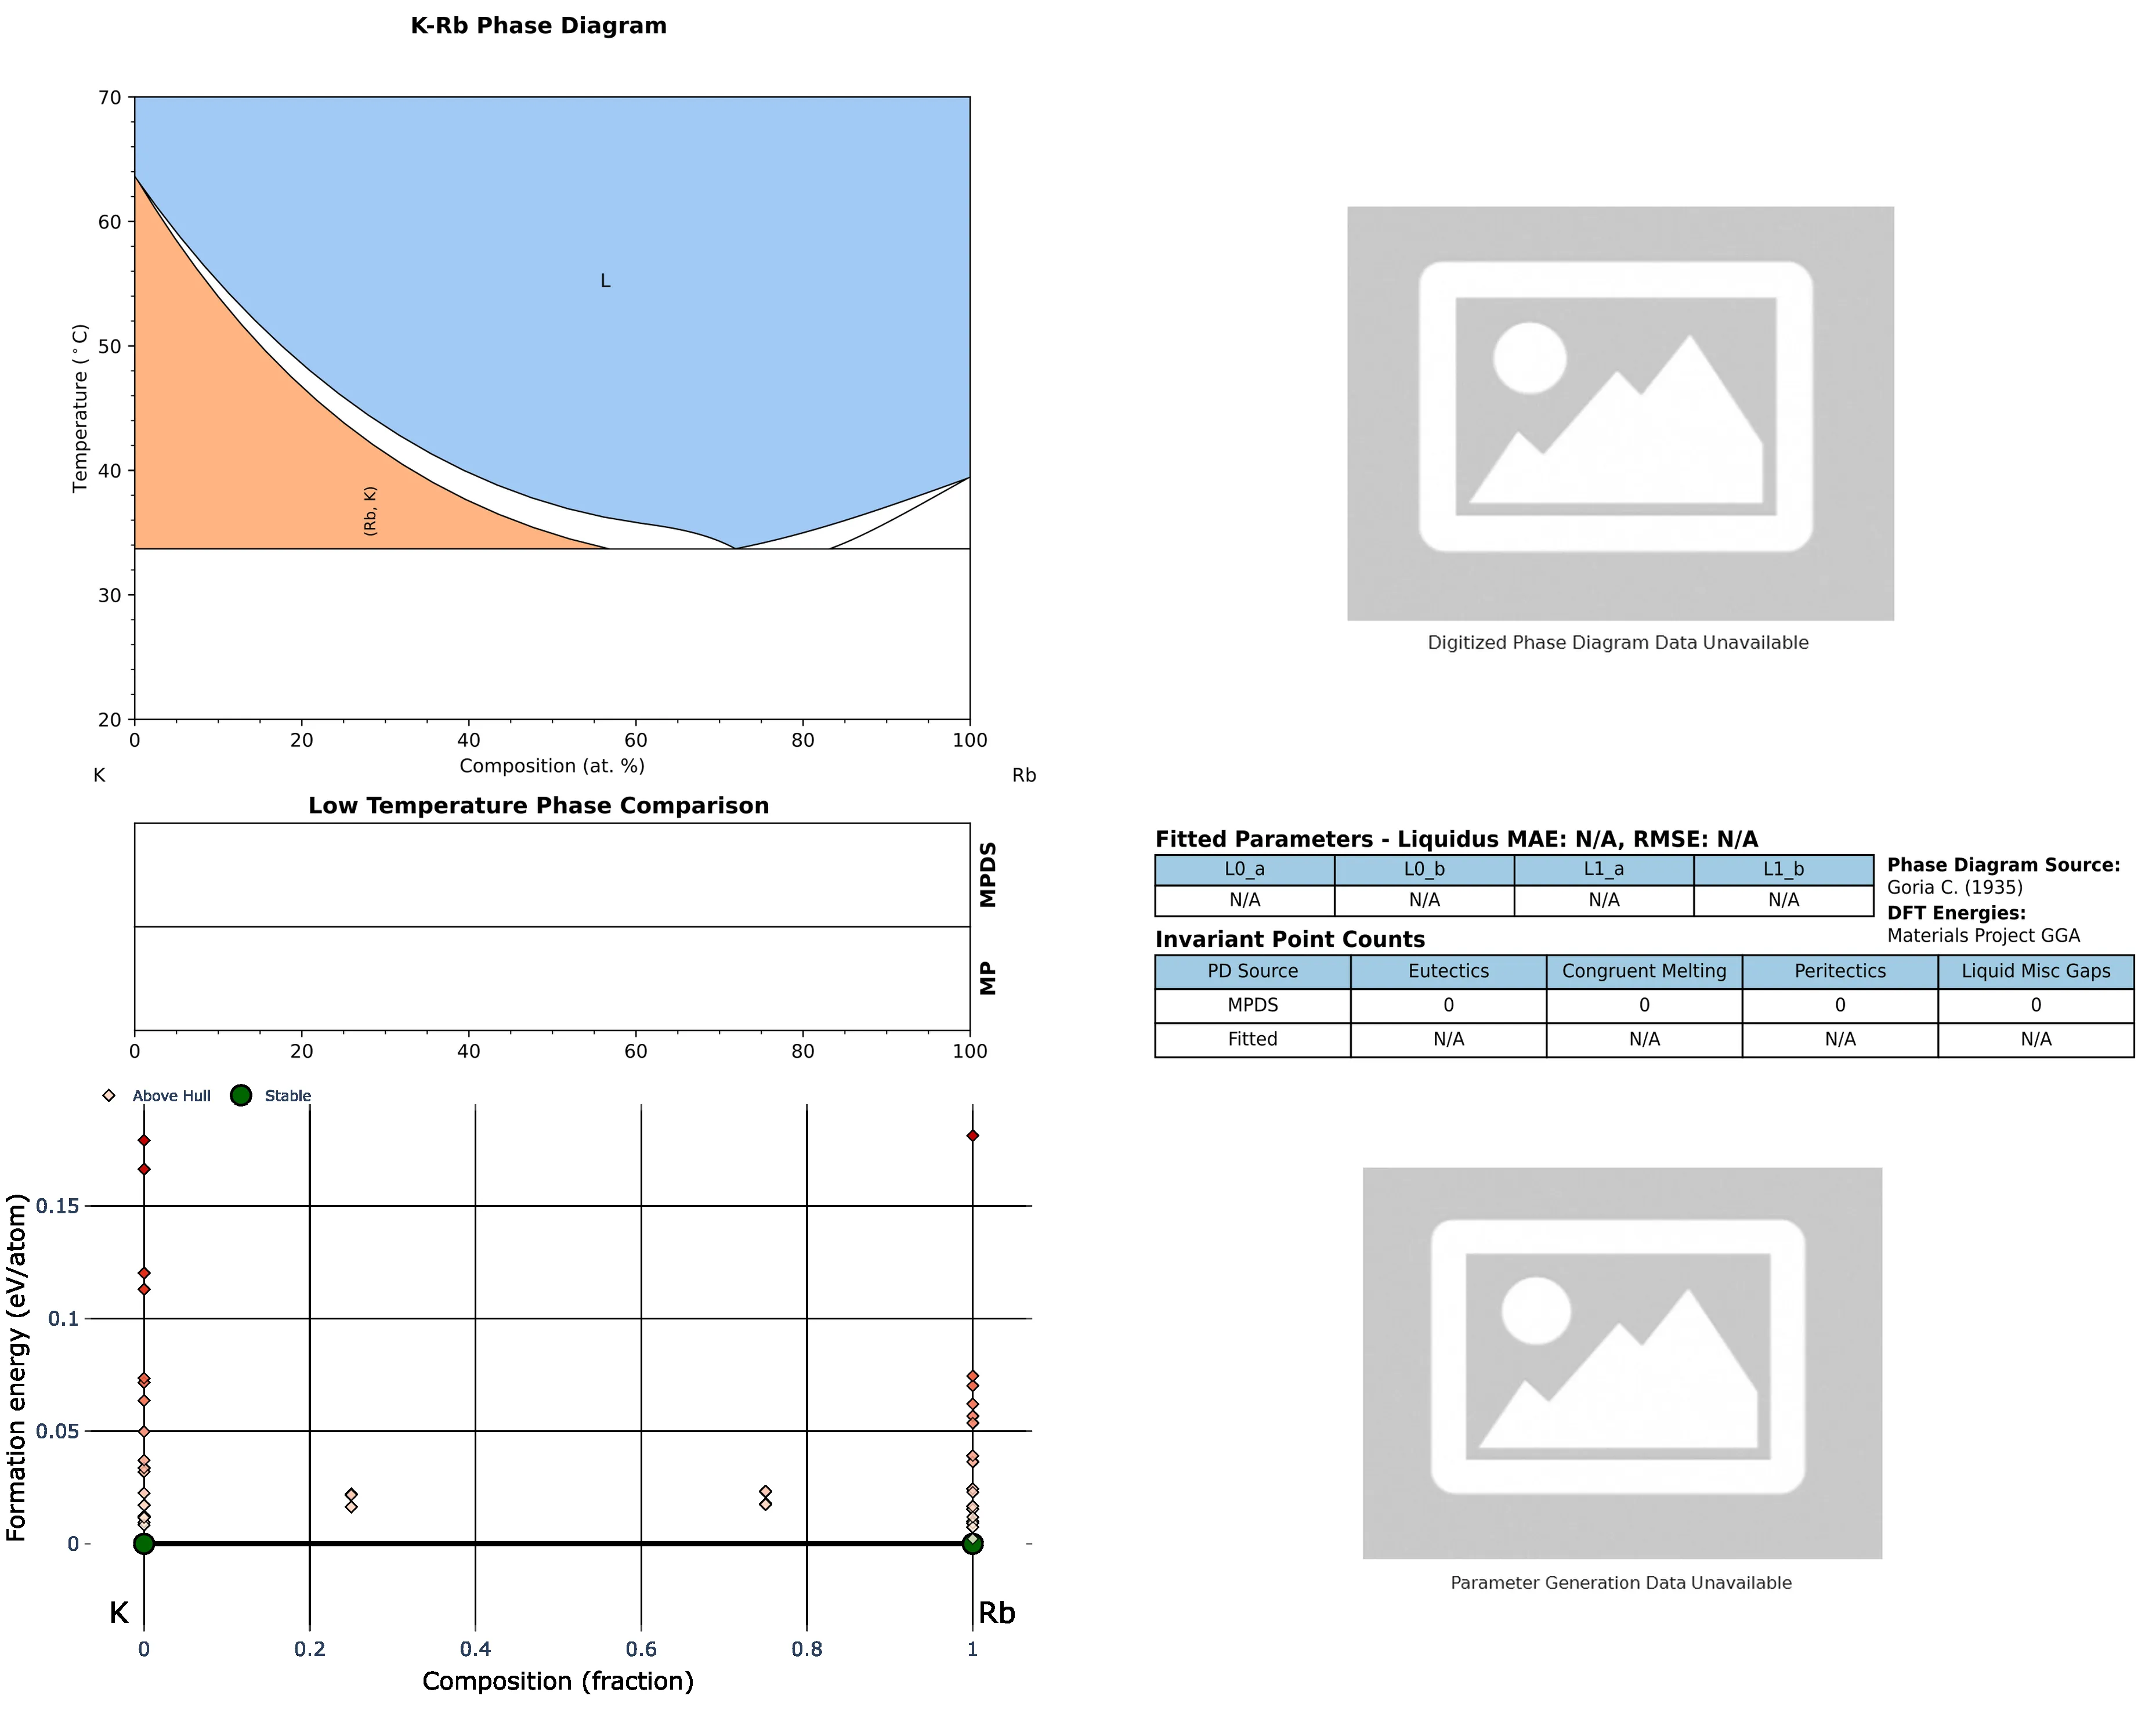 K-Rb Phase Diagram
70
60
50
40
30
20
Temperature (°C)
L
(Rb, K)
0 20 40 60 80 100
Composition (at. %)
K Rb
Digitized Phase Diagram Data Unavailable
Low Temperature Phase Comparison
MPDS
MP
0 20 40 60 80 100
Fitted Parameters - Liquidus MAE: N/A, RMSE: N/A
L0_a L0_b L1_a L1_b
N/A N/A N/A N/A
Phase Diagram Source:
Goria C. (1935)
DFT Energies:
Materials Project GGA
Invariant Point Counts
PD Source Eutectics Congruent Melting Peritectics Liquid Misc Gaps
MPDS 0 0 0 0
Fitted N/A N/A N/A N/A
Above Hull Stable
0.15
0.1
0.05
0
Formation energy (eV/atom)
K Rb
0 0.2 0.4 0.6 0.8 1
Composition (fraction)
Parameter Generation Data Unavailable